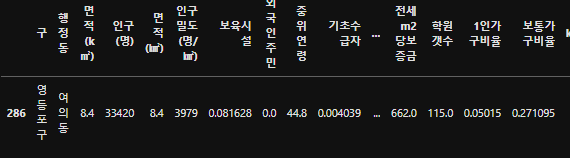 구 행정동 면적(k㎡) 인구(명) 면적(㎢) 인구밀도(명/㎢) 보육시설 외국인주민 중위연령 기초수급자 ... 전세m2당보증금 학원갯수 1인가구비율 보통가구비율
286 영등포구 여의동 8.4 33420 8.4 3979 0.081628 0.0 44.8 0.004039 ... 662.0 115.0 0.05015 0.271095